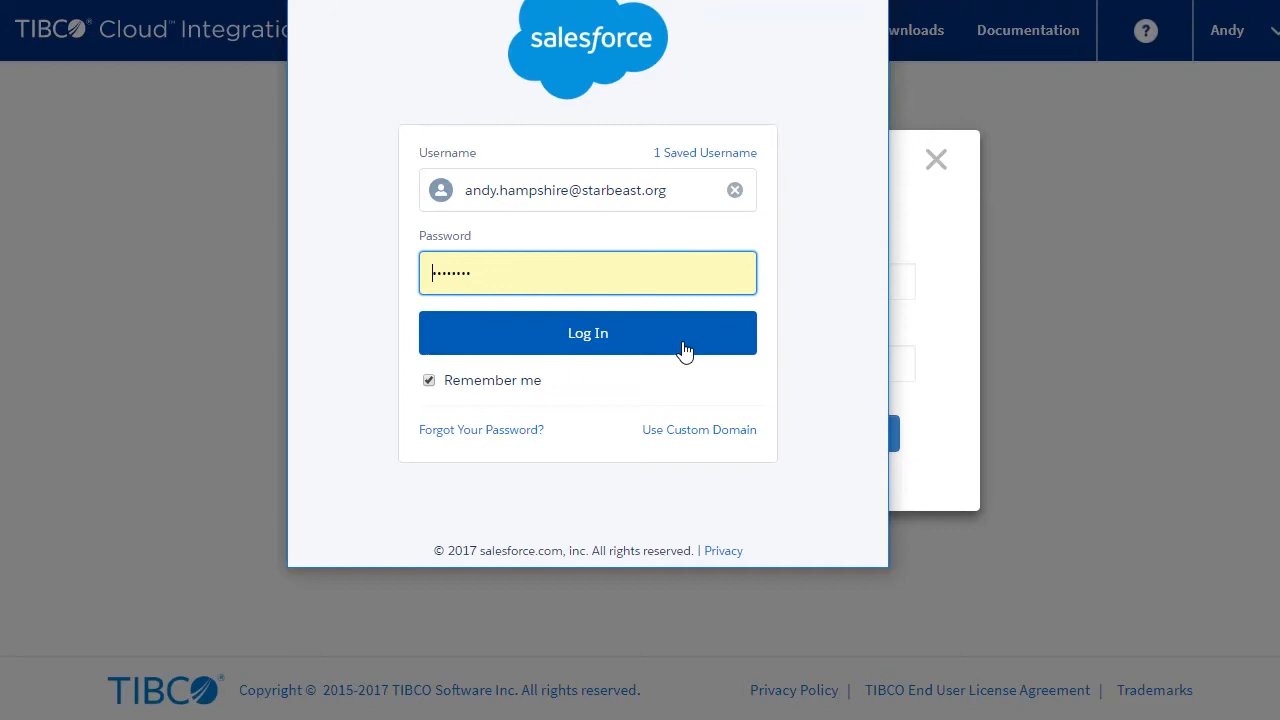 TIBCO® Cloud™ Integratio
wnloads
Documentation
?
Andy
salesforce
Username
1 Saved Username
andy.hampshire@starbeast.org
Password
••••••••
Log In
Remember me
Forgot Your Password?
Use Custom Domain
© 2017 salesforce.com, inc. All rights reserved. | Privacy
TIBCO® Copyright © 2015-2017 TIBCO Software Inc. All rights reserved. Privacy Policy | TIBCO End User License Agreement | Trademarks